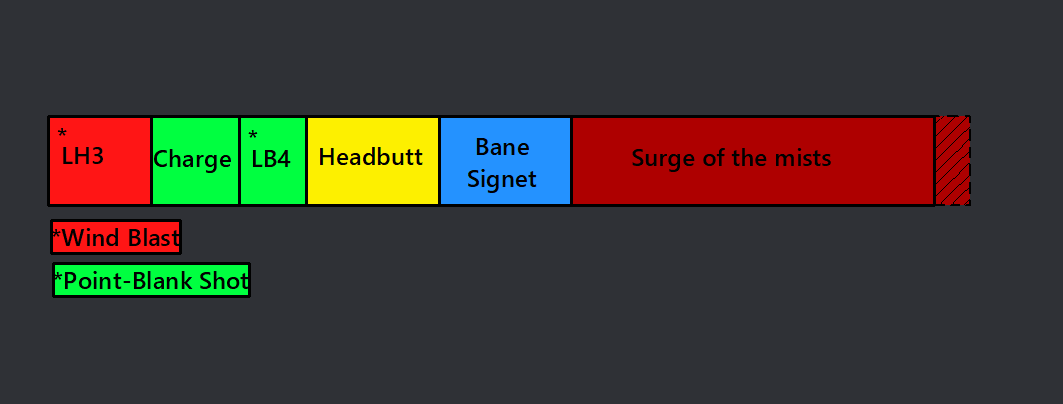 *
LH3
Charge
*
LB4
Headbutt
Bane
Signet
Surge of the mists
*Wind Blast
*Point-Blank Shot